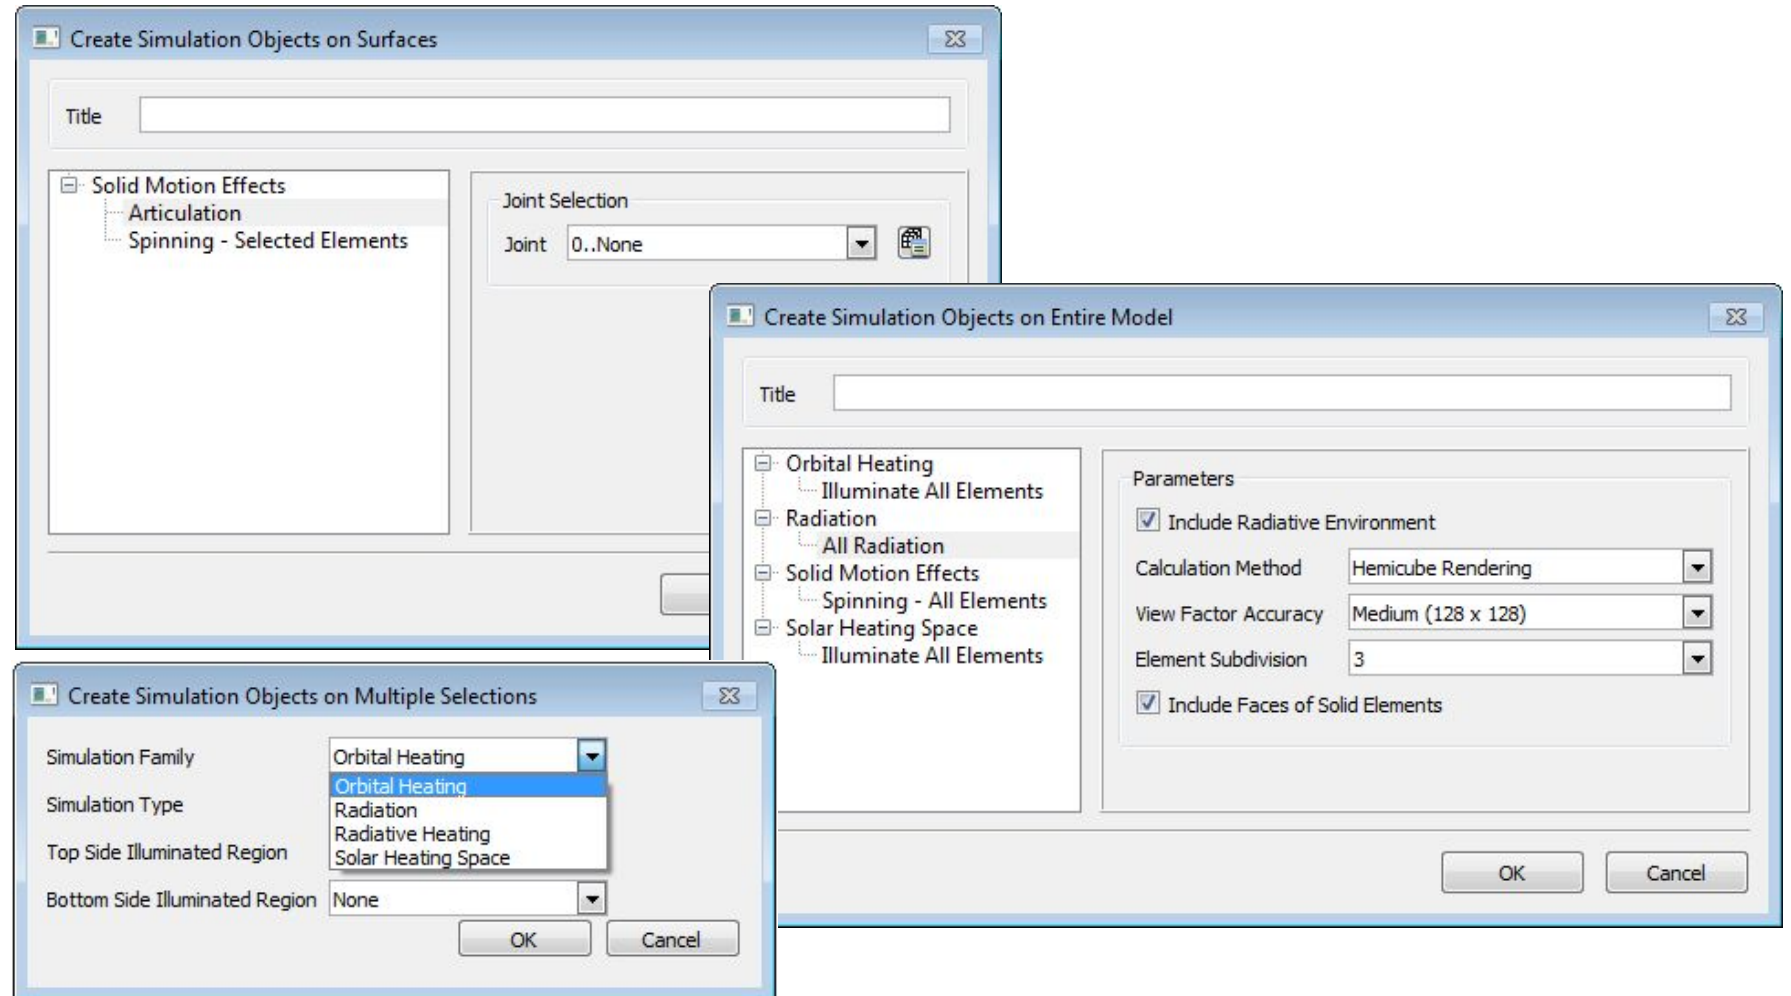 Create Simulation Objects on Surfaces
Title
Solid Motion Effects
Articulation
Spinning - Selected Elements
Joint Selection
Joint 0..None
Create Simulation Objects on Entire Model
Title
Orbital Heating
Illuminate All Elements
Radiation
All Radiation
Solid Motion Effects
Spinning - All Elements
Solar Heating Space
Illuminate All Elements
Parameters
Include Radiative Environment
Calculation Method Hemicube Rendering
View Factor Accuracy Medium (128 x 128)
Element Subdivision 3
Include Faces of Solid Elements
OK Cancel
Create Simulation Objects on Multiple Selections
Simulation Family Orbital Heating
Orbital Heating
Radiation
Radiative Heating
Solar Heating Space
Simulation Type
Top Side Illuminated Region
Bottom Side Illuminated Region None
OK Cancel